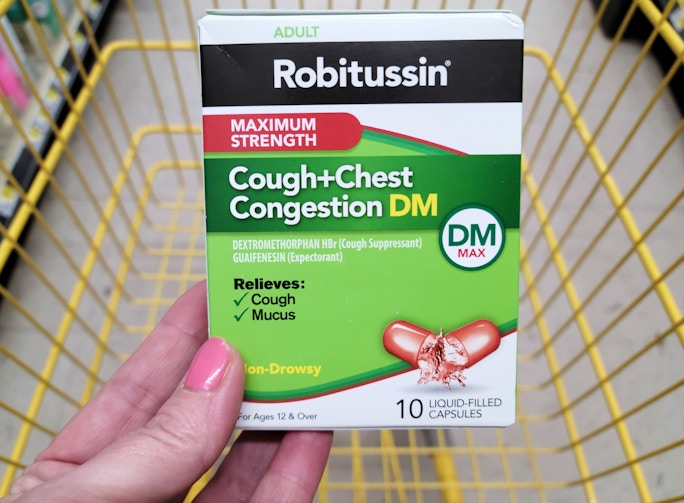 ADULT
Robitussin®
MAXIMUM
STRENGTH
Cough+Chest
Congestion DM
DEXTROMETHORPHAN HBr (Cough Suppressant)
GUAIFENESIN (Expectorant)
DM
MAX
Relieves:
✓ Cough
✓ Mucus
on-Drowsy
For Ages 12 & Over
10 LIQUID-FILLED
CAPSULES